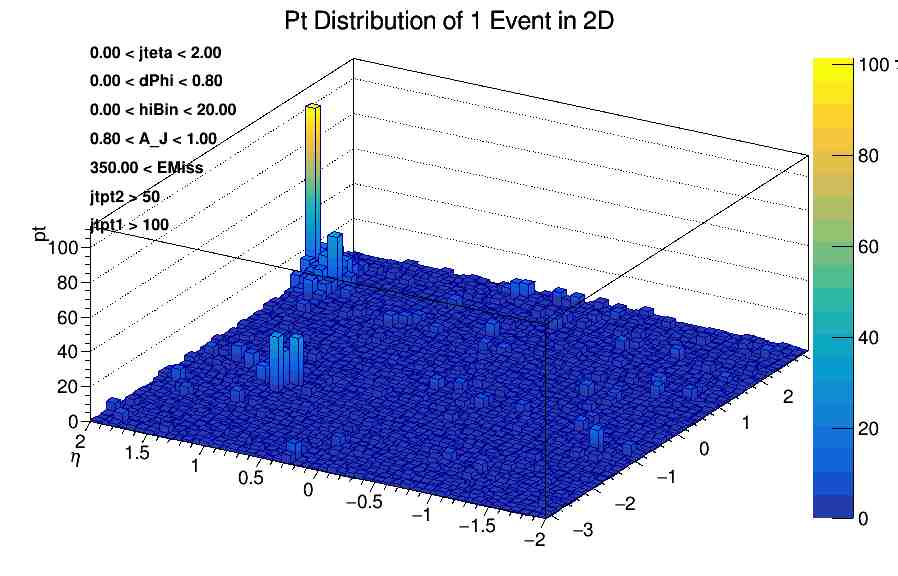 Pt Distribution of 1 Event in 2D
0.00 < jteta < 2.00
0.00 < dPhi < 0.80
0.00 < hiBin < 20.00
0.80 < A_J < 1.00
350.00 < EMiss
jtpt2 > 50
jtpt1 > 100
pt
100
80
60
40
20
0
2
1.5
1
0.5
0
−0.5
−1
−1.5
−2
η
−3
−2
−1
0
1
2
100
80
60
40
20
0